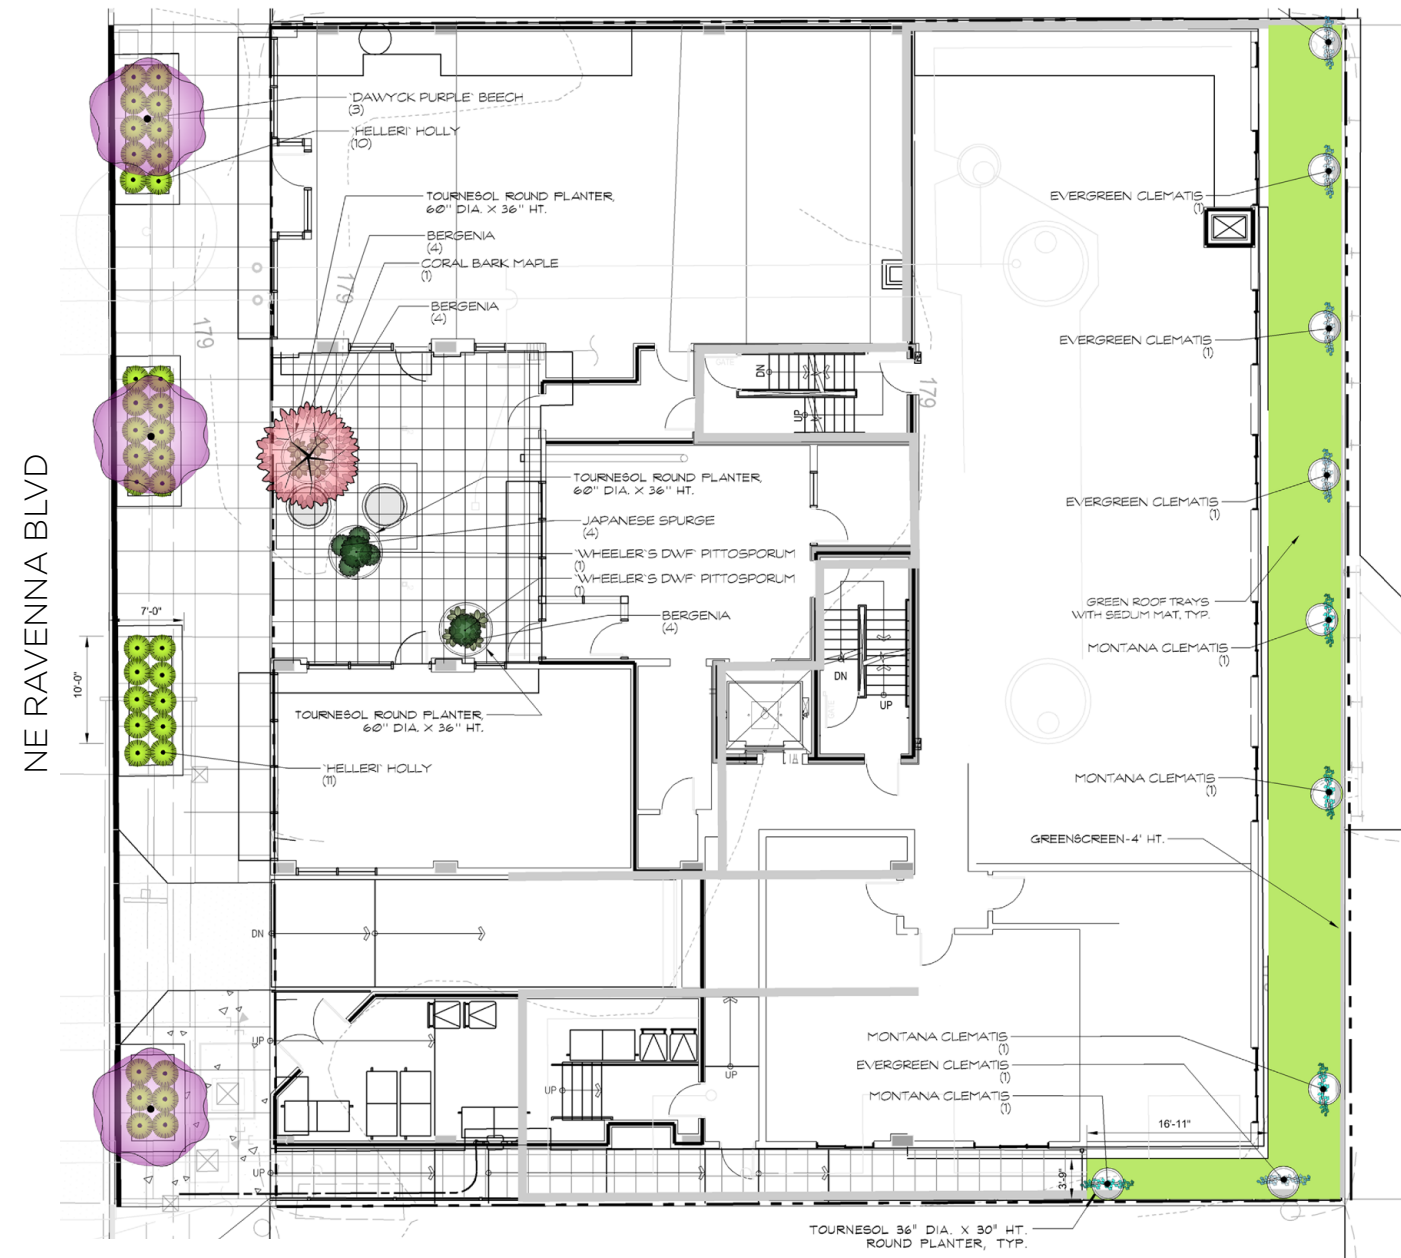 'DAWYCK PURPLE' BEECH
(3)
'HELLERI' HOLLY
(10)
TOURNESOL ROUND PLANTER,
60" DIA. X 36" HT.
BERGENIA
(4)
CORAL BARK MAPLE
(1)
BERGENIA
(4)
179
179
179
EVERGREEN CLEMATIS
(1)
EVERGREEN CLEMATIS
(1)
DN
UP
NE RAVENNA BLVD
TOURNESOL ROUND PLANTER,
60" DIA. X 36" HT.
JAPANESE SPURGE
(4)
'WHEELER'S DWF' PITTOSPORUM
(1)
'WHEELER'S DWF' PITTOSPORUM
(1)
BERGENIA
(4)
EVERGREEN CLEMATIS
(1)
GREEN ROOF TRAYS
WITH SEDUM MAT, TYP.
MONTANA CLEMATIS
(1)
7'-0"
10'-0"
DN
UP
TOURNESOL ROUND PLANTER,
60" DIA. X 36" HT.
'HELLERI' HOLLY
(11)
MONTANA CLEMATIS
(1)
GREENSCREEN-4' HT.
DN
UP
UP
UP
UP
MONTANA CLEMATIS
(1)
EVERGREEN CLEMATIS
(1)
MONTANA CLEMATIS
(1)
16'-11"
3'-9"
TOURNESOL 36" DIA. X 30" HT.
ROUND PLANTER, TYP.